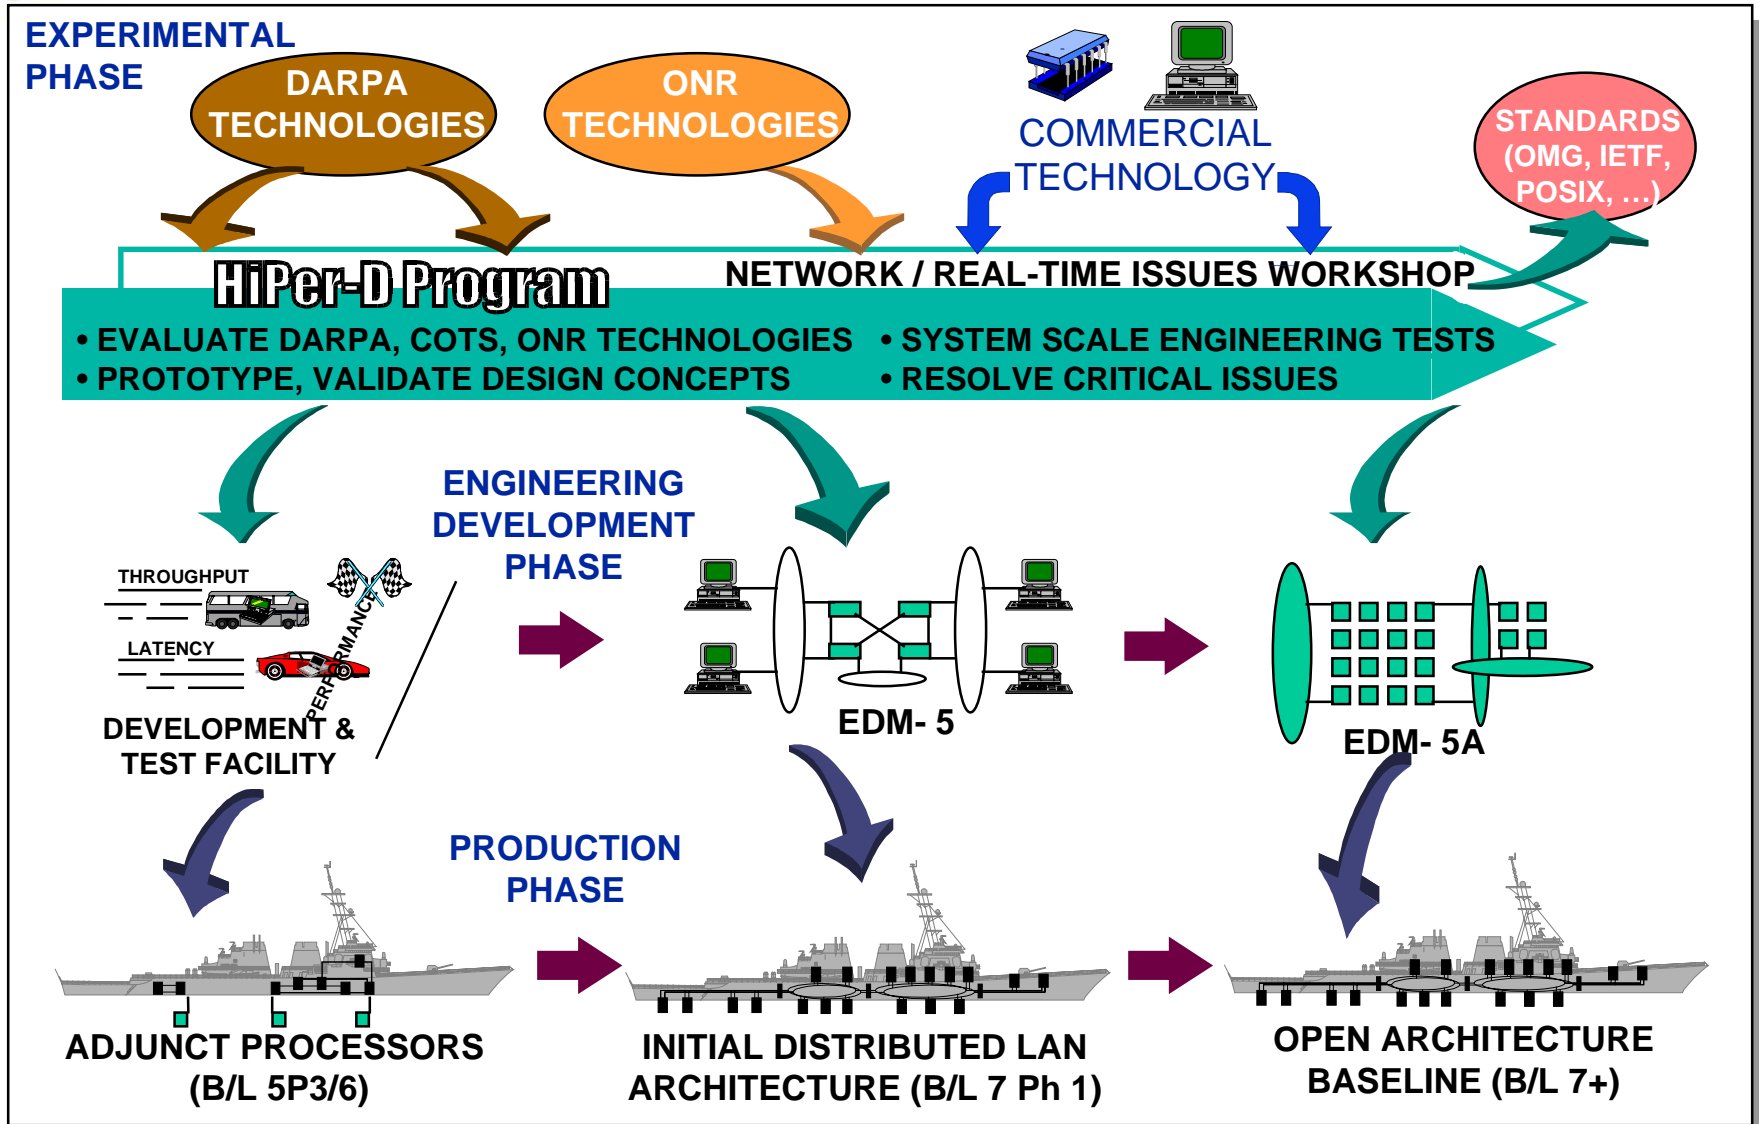 EXPERIMENTAL
PHASE
DARPA
TECHNOLOGIES
ONR
TECHNOLOGIES
COMMERCIAL
TECHNOLOGY
STANDARDS
(OMG, IETF,
POSIX, …)
HiPer-D Program
NETWORK / REAL-TIME ISSUES WORKSHOP
• EVALUATE DARPA, COTS, ONR TECHNOLOGIES
• PROTOTYPE, VALIDATE DESIGN CONCEPTS
• SYSTEM SCALE ENGINEERING TESTS
• RESOLVE CRITICAL ISSUES
ENGINEERING
DEVELOPMENT
PHASE
THROUGHPUT
LATENCY
PERFORMANCE
DEVELOPMENT &
TEST FACILITY
EDM- 5
EDM- 5A
PRODUCTION
PHASE
ADJUNCT PROCESSORS
(B/L 5P3/6)
INITIAL DISTRIBUTED LAN
ARCHITECTURE (B/L 7 Ph 1)
OPEN ARCHITECTURE
BASELINE (B/L 7+)